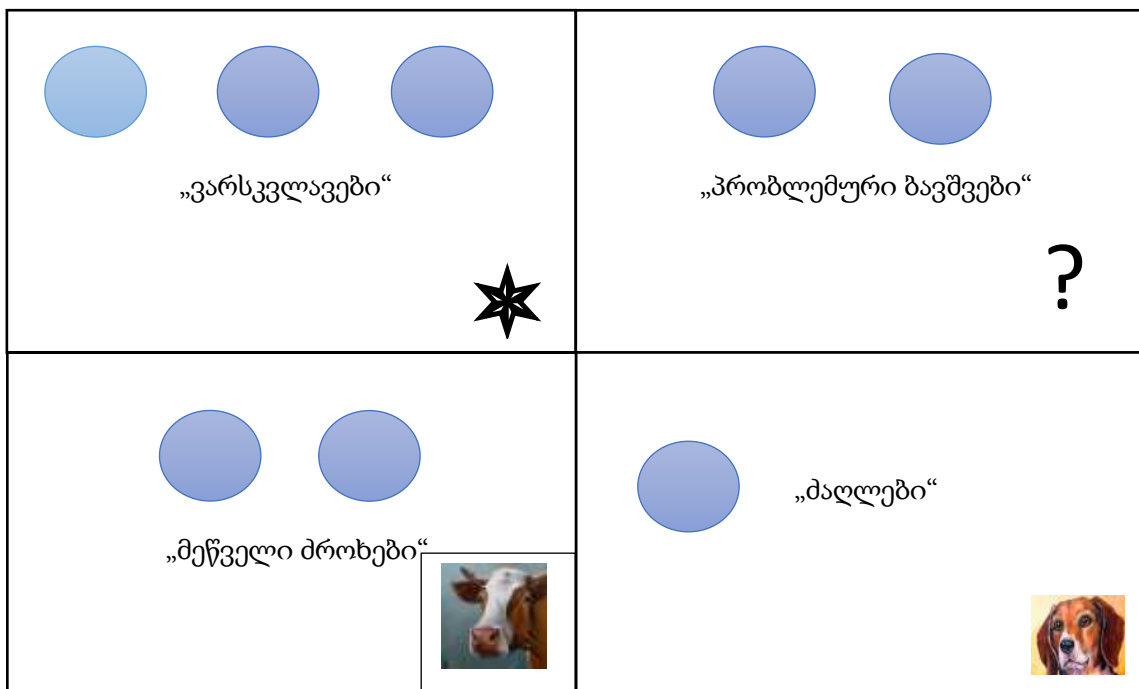 „ვარსკვლავები“
„პრობლემური ბავშვები“
?
„მეწველი ძროხები“
„ძაღლები“